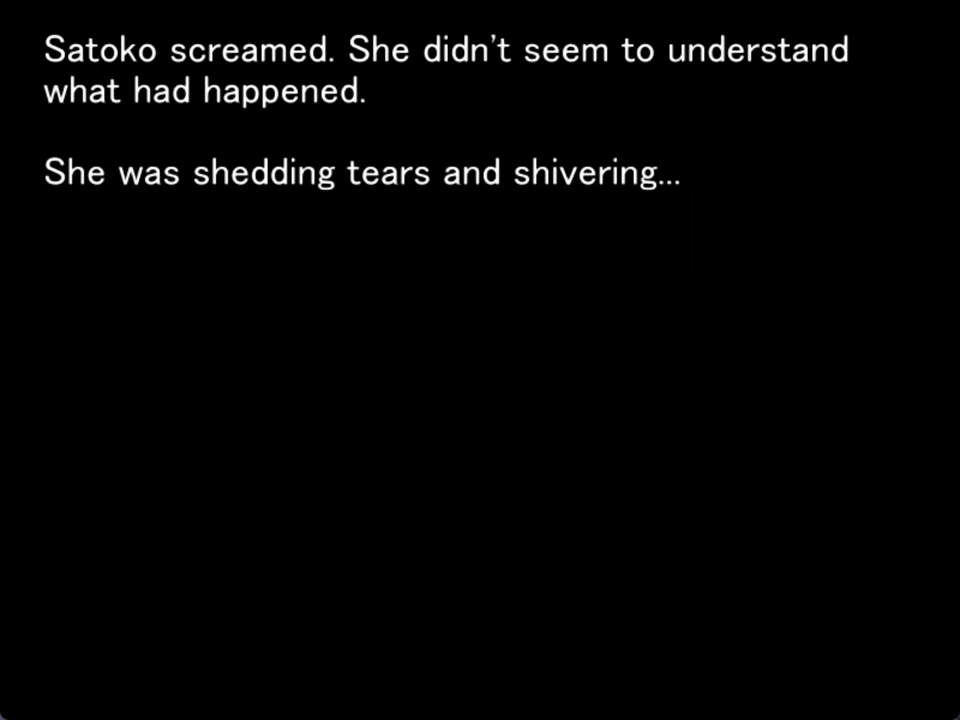 Satoko screamed. She didn't seem to understand
what had happened.
She was shedding tears and shivering...